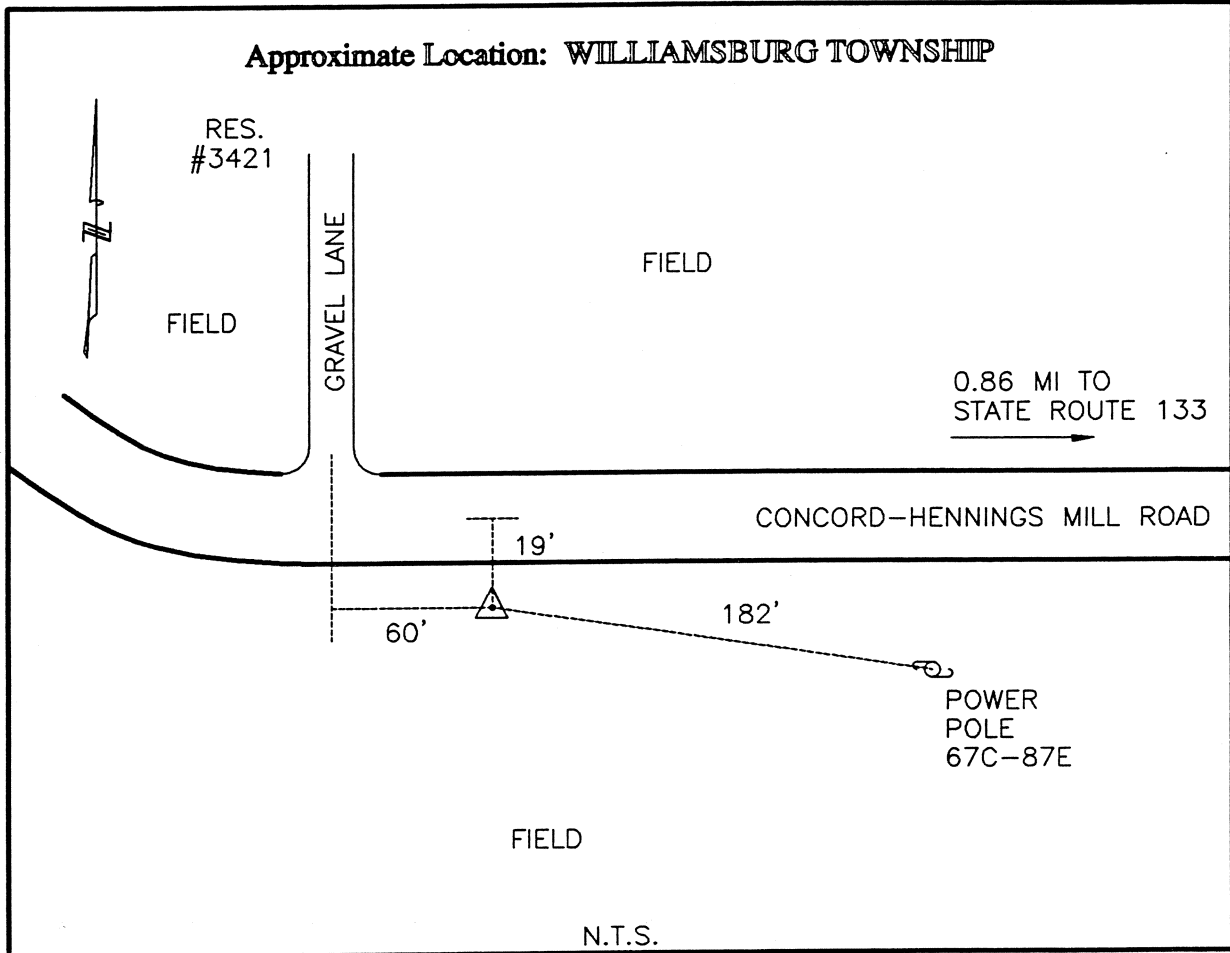 Approximate Location: WILLIAMSBURG TOWNSHIP
RES.
#3421
N
GRAVEL LANE
FIELD
FIELD
0.86 MI TO
STATE ROUTE 133
CONCORD-HENNINGS MILL ROAD
19'
60'
182'
POWER
POLE
67C-87E
FIELD
N.T.S.